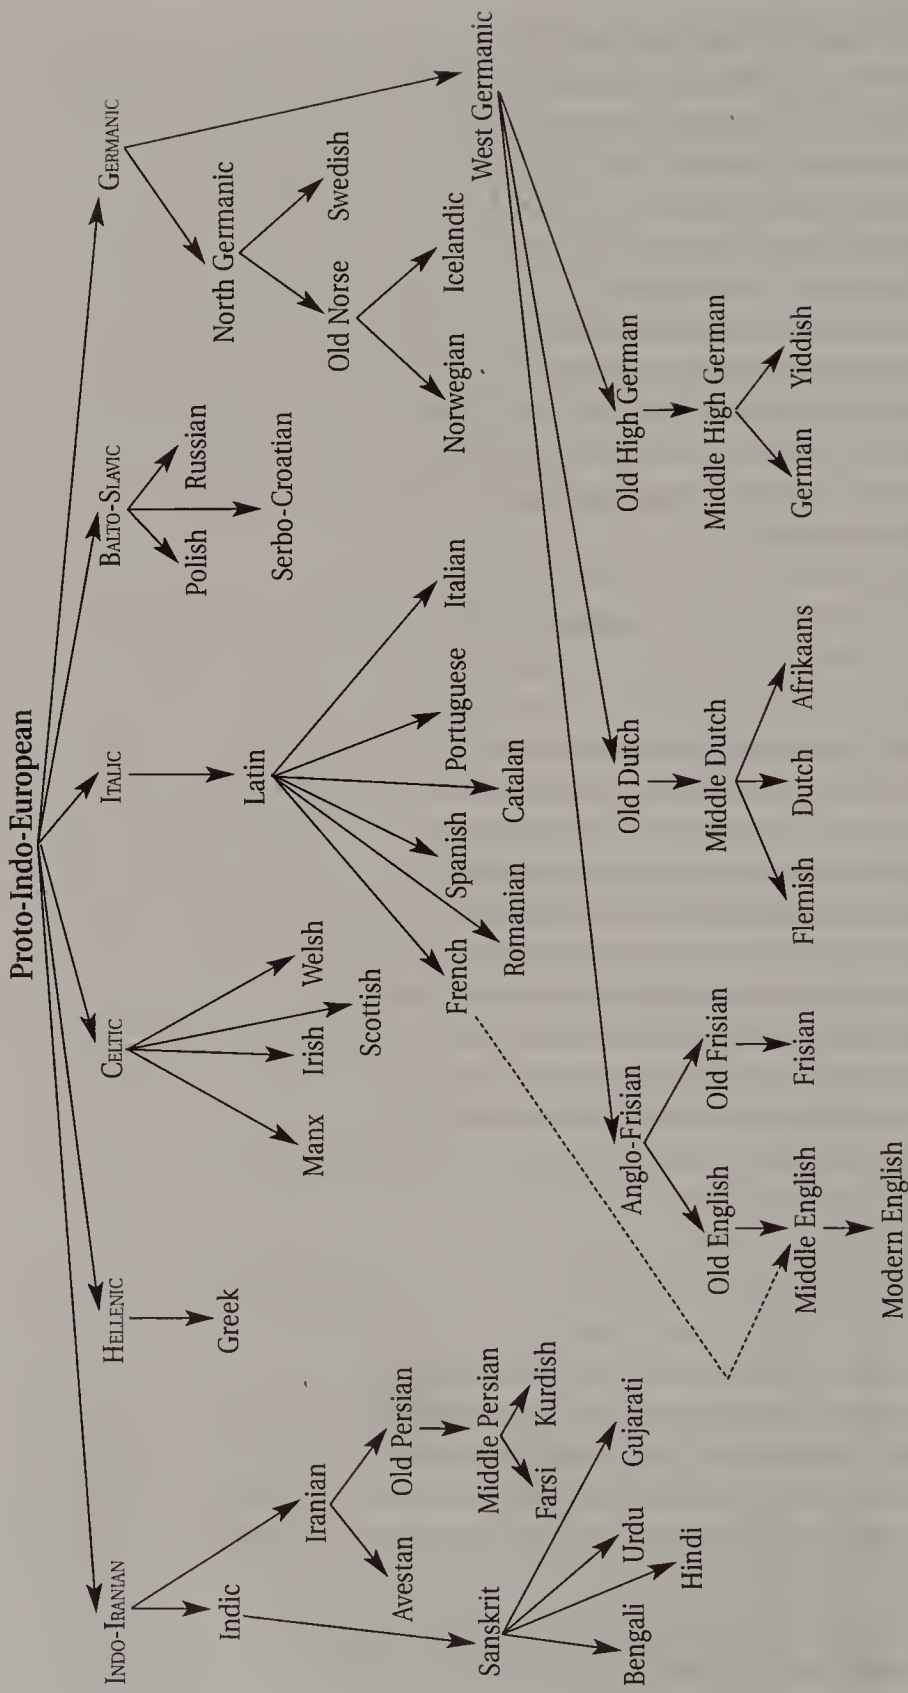 Proto-Indo-European
INDO-IRANIAN
HELLENIC
CELTIC
ITALIC
BALTO-SLAVIC
GERMANIC
Indic
Iranian
Greek
Manx
Irish
Welsh
Scottish
Latin
Polish
Russian
Serbo-Croatian
North Germanic
Avestan
Old Persian
Old Norse
Swedish
Sanskrit
Middle Persian
French
Spanish
Portuguese
Italian
Romanian
Catalan
Norwegian
Icelandic
West Germanic
Farsi
Kurdish
Bengali
Urdu
Gujarati
Hindi
Anglo-Frisian
Old Dutch
Old High German
Old English
Old Frisian
Middle Dutch
Middle High German
Middle English
Frisian
Flemish
Dutch
Afrikaans
German
Yiddish
Modern English